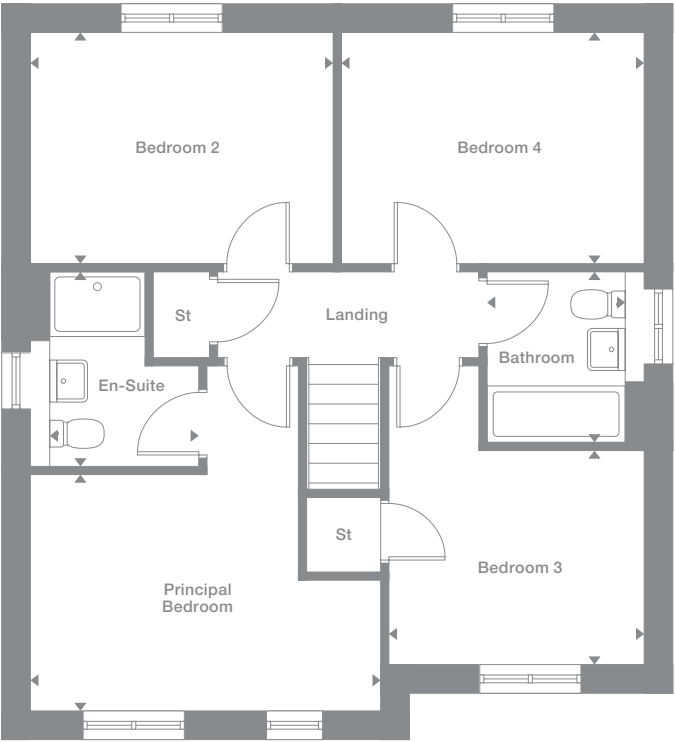 Bedroom 2
Bedroom 4
St
Landing
Bathroom
En-Suite
St
Bedroom 3
Principal
Bedroom